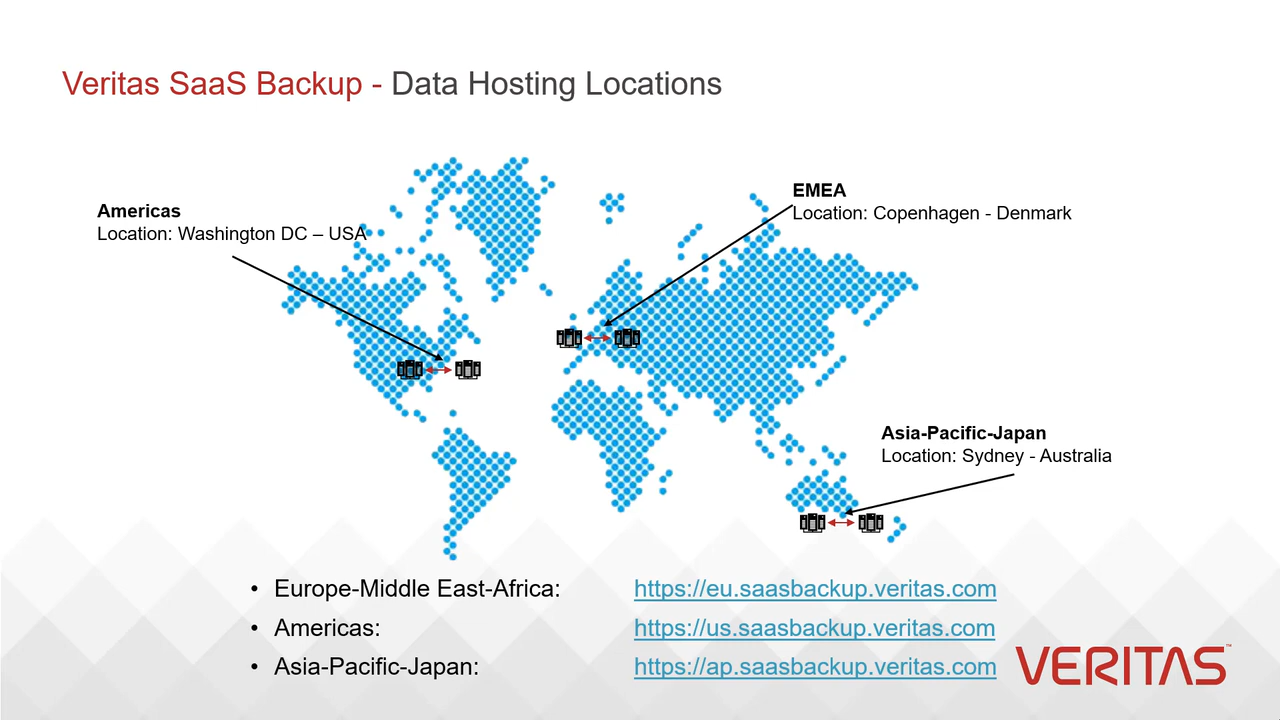 Veritas SaaS Backup - Data Hosting Locations
EMEA
Location: Copenhagen - Denmark
Americas
Location: Washington DC – USA
Asia-Pacific-Japan
Location: Sydney - Australia
• Europe-Middle East-Africa: https://eu.saasbackup.veritas.com
• Americas: https://us.saasbackup.veritas.com
• Asia-Pacific-Japan: https://ap.saasbackup.veritas.com
VERITAS™